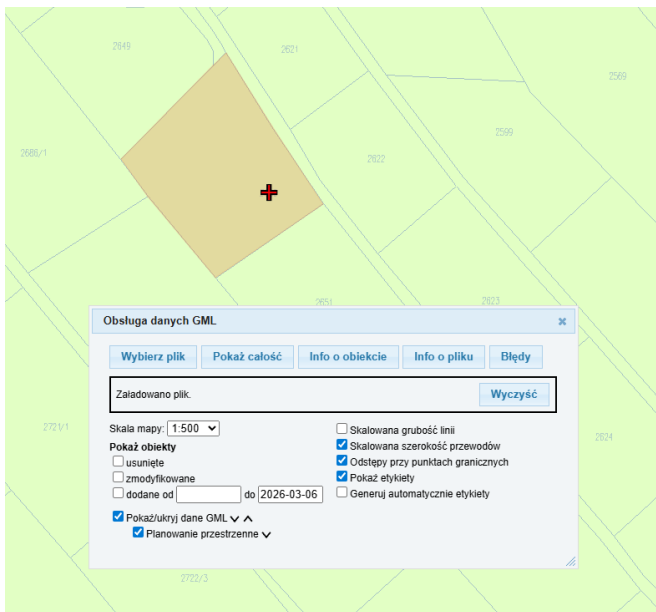 2849
2621
2569
2599
2686/1
2622
2651
2823
Obsługa danych GML
Wybierz plik
Pokaż całość
Info o obiekcie
Info o pliku
Błędy
Załadowano plik.
Wyczyść
2721/1
2624
Skala mapy: 1:500
Pokaż obiekty
usunięte
zmodyfikowane
dodane od do 2026-03-06
Skalowana grubość linii
Skalowana szerokość przewodów
Odstępy przy punktach granicznych
Pokaż etykiety
Generuj automatycznie etykiety
Pokaż/ukryj dane GML
Planowanie przestrzenne
2722/3